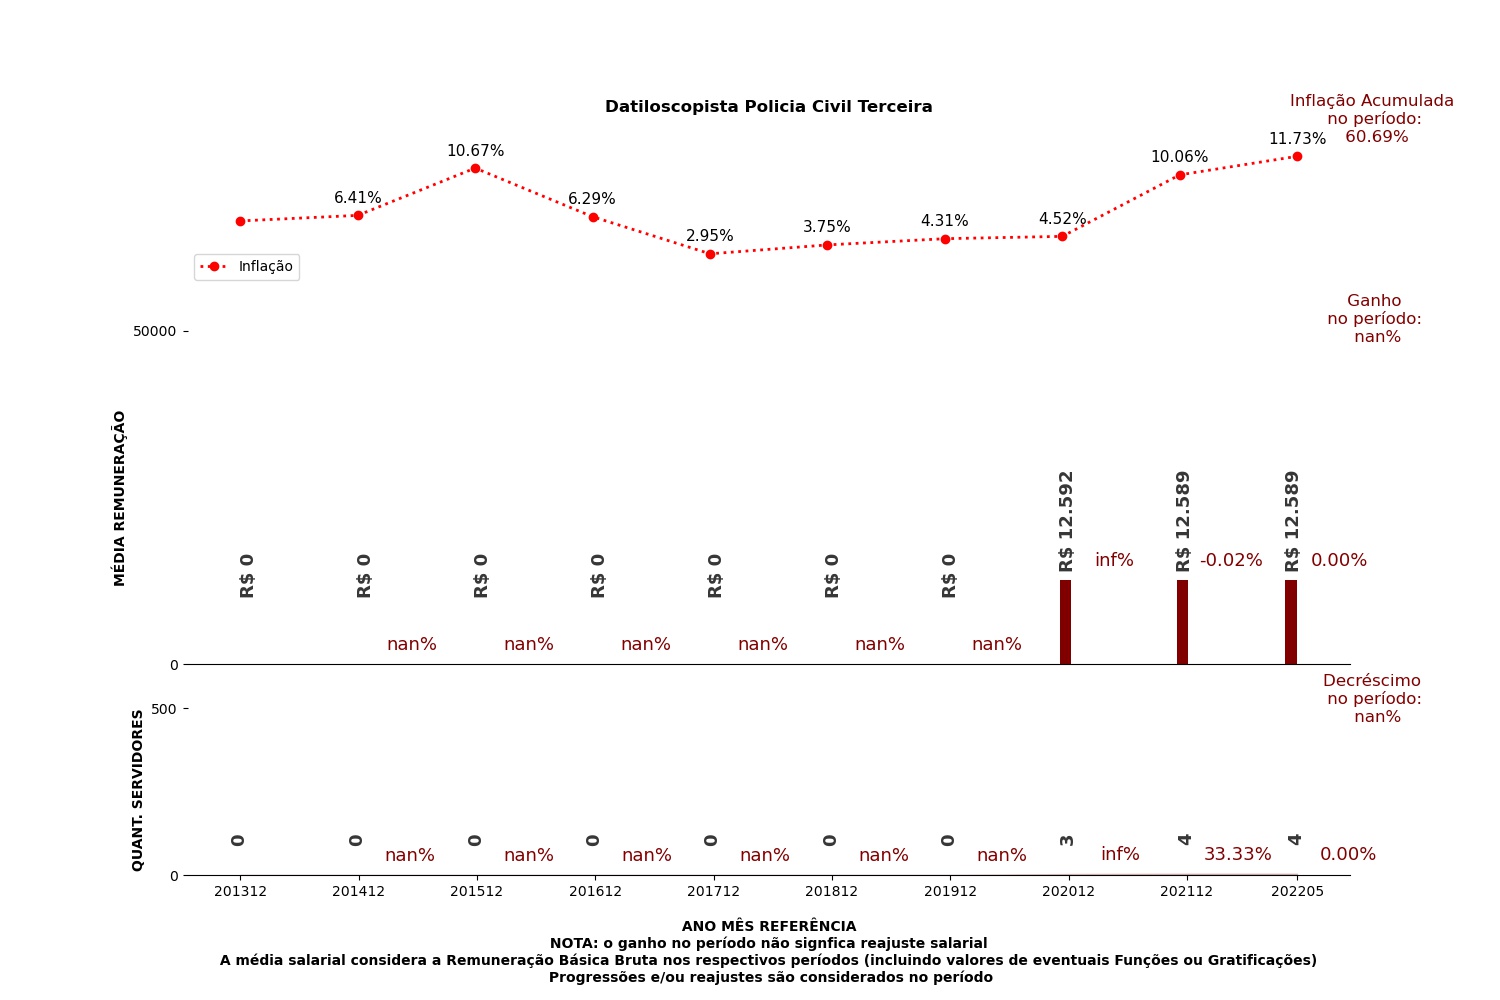 Datiloscopista Policia Civil Terceira
Inflação Acumulada
no período:
60.69%
6.41%
10.67%
6.29%
2.95%
3.75%
4.31%
4.52%
10.06%
11.73%
Inflação
Ganho
no período:
nan%
50000
0
MÉDIA REMUNERAÇÃO
R$ 0
R$ 0
R$ 0
R$ 0
R$ 0
R$ 0
R$ 0
R$ 12.592
R$ 12.589
R$ 12.589
nan%
nan%
nan%
nan%
nan%
nan%
inf%
-0.02%
0.00%
Decréscimo
no período:
nan%
500
0
QUANT. SERVIDORES
0
0
0
0
0
0
0
3
4
4
nan%
nan%
nan%
nan%
nan%
nan%
inf%
33.33%
0.00%
201312
201412
201512
201612
201712
201812
201912
202012
202112
202205
ANO MÊS REFERÊNCIA
NOTA: o ganho no período não signfica reajuste salarial
A média salarial considera a Remuneração Básica Bruta nos respectivos períodos (incluindo valores de eventuais Funções ou Gratificações)
Progressões e/ou reajustes são considerados no período